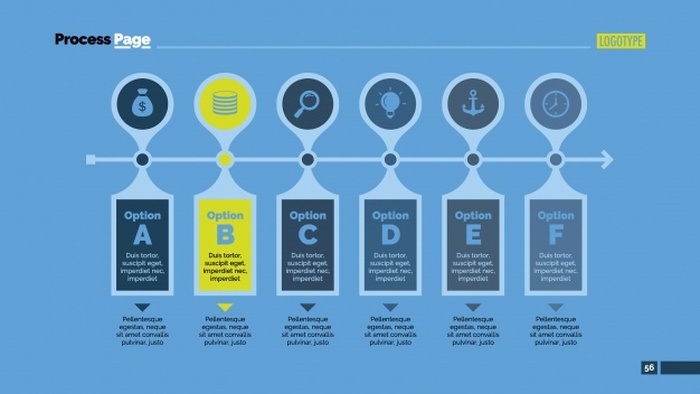 Process Page
LOGOTYPE
$
Option
A
Duis tortor,
suscipit eget,
imperdiet nec,
imperdiet
Option
B
Duis tortor,
suscipit eget,
imperdiet nec,
imperdiet
Option
C
Duis tortor,
suscipit eget,
imperdiet nec,
imperdiet
Option
D
Duis tortor,
suscipit eget,
imperdiet nec,
imperdiet
Option
E
Duis tortor,
suscipit eget,
imperdiet nec,
imperdiet
Option
F
Duis tortor,
suscipit eget,
imperdiet nec,
imperdiet
Pellentesque
egestas, neque
sit amet convallis
pulvinar, justo
Pellentesque
egestas, neque
sit amet convallis
pulvinar, justo
Pellentesque
egestas, neque
sit amet convallis
pulvinar, justo
Pellentesque
egestas, neque
sit amet convallis
pulvinar, justo
Pellentesque
egestas, neque
sit amet convallis
pulvinar, justo
Pellentesque
egestas, neque
sit amet convallis
pulvinar, justo
56